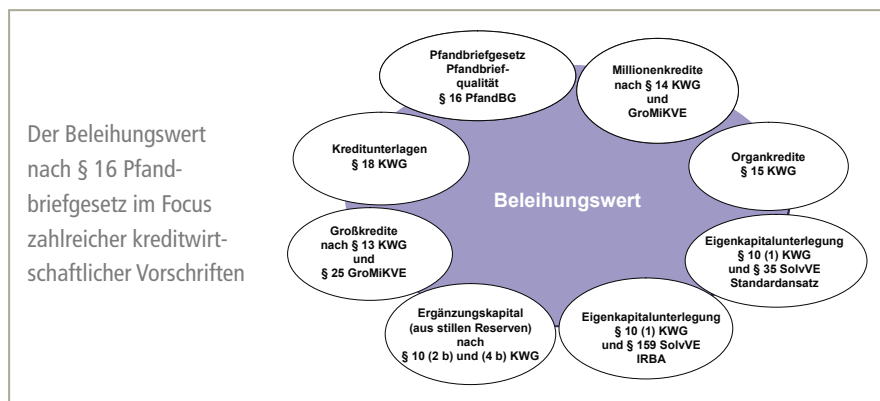 Der Beleihungswert
nach § 16 Pfand-
briefgesetz im Focus
zahlreicher kreditwirt-
schaftlicher Vorschriften
Pfandbriefgesetz
Pfandbrief-
qualität
§ 16 PfandBG
Millionenkredite
nach § 14 KWG
und
GroMiKVE
Kreditunterlagen
§ 18 KWG
Organkredite
§ 15 KWG
Beleihungswert
Großkredite
nach § 13 KWG
und
§ 25 GroMiKVE
Eigenkapitalunterlegung
§ 10 (1) KWG
und § 35 SolvVE
Standardansatz
Ergänzungskapital
(aus stillen Reserven)
nach
§ 10 (2 b) und (4 b) KWG
Eigenkapitalunterlegung
§ 10 (1) KWG
und § 159 SolvVE
IRBA